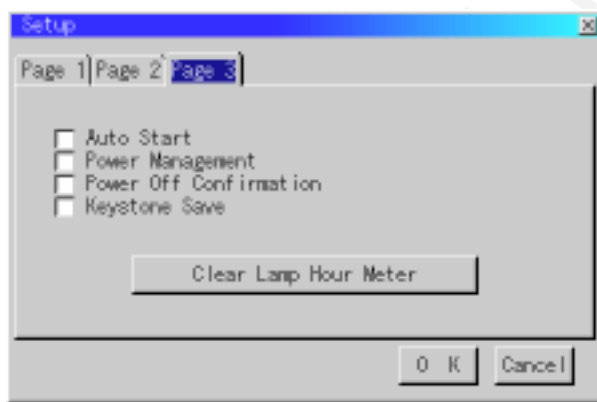 Setup
Page 1 Page 2 Page 3
Auto Start
Power Management
Power Off Confirmation
Keystone Save
Clear Lamp Hour Meter
O K Cancel